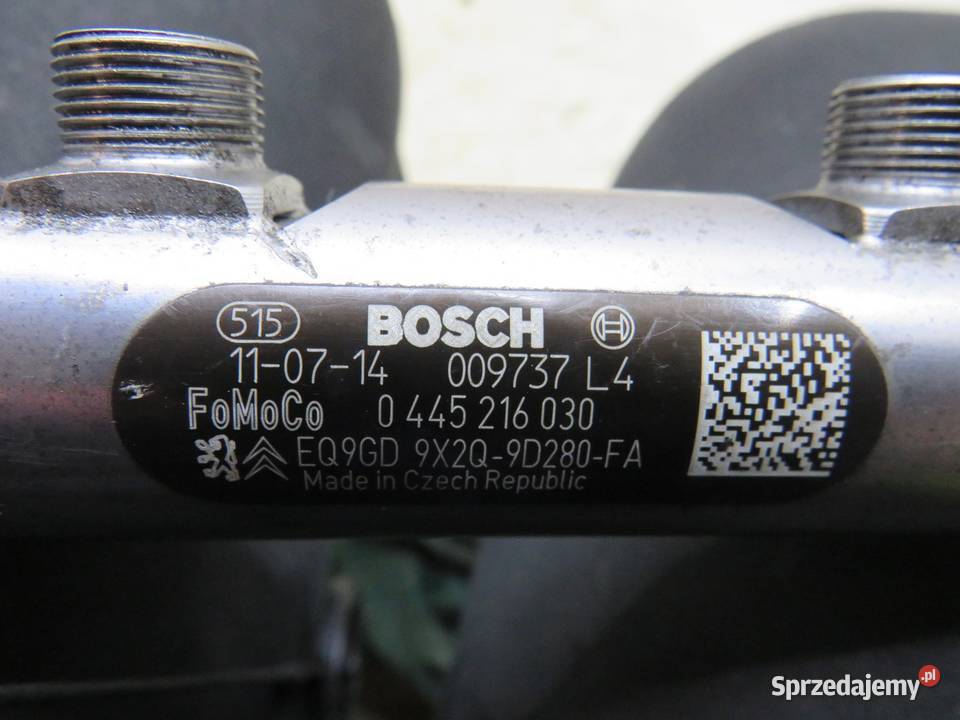 515 BOSCH
11-07-14 009737 L4
FoMoCo 0 445 216 030
EQ9GD 9X2Q-9D280-FA
Made in Czech Republic
Sprzedajemy.pl